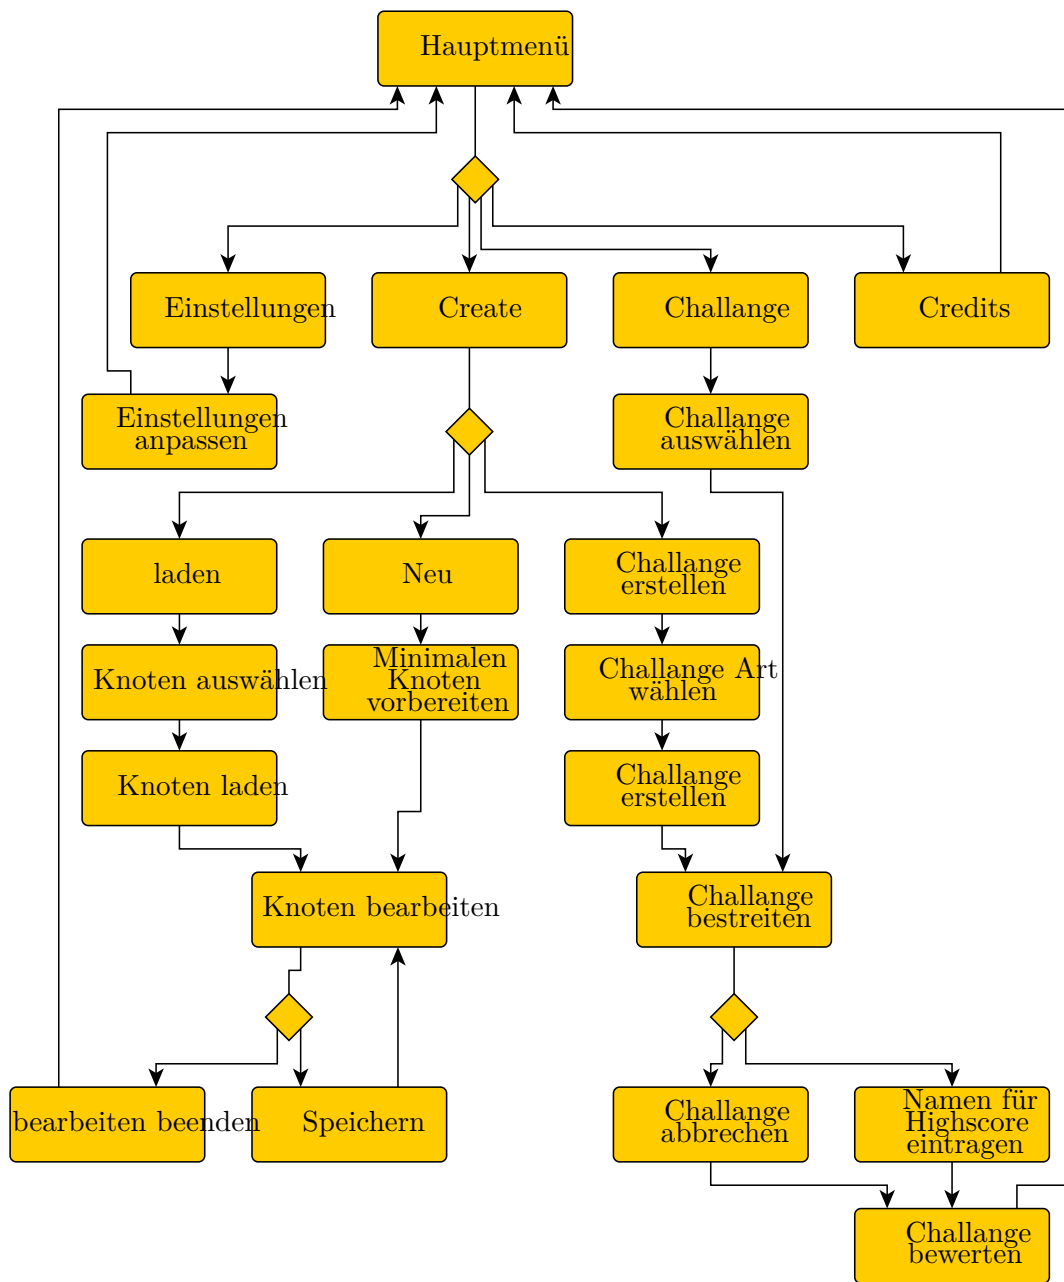 Hauptmenü
Einstellungen
Create
Challange
Credits
Einstellungen
anpassen
Challange
auswählen
laden
Neu
Challange
erstellen
Knoten auswählen
Minimalen
Knoten
vorbereiten
Challange Art
wählen
Knoten laden
Challange
erstellen
Knoten bearbeiten
Challange
bestreiten
bearbeiten beenden
Speichern
Challange
abbrechen
Namen für
Highscore
eintragen
Challange
bewerten